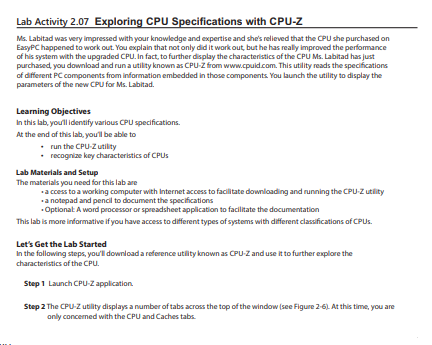 Lab Activity 2.07 Exploring CPU Specifications with CPU-Z
Ms. Labitad was very impressed with your knowledge and expertise and she's relieved that the CPU she purchased on
EasyPC happened to work out. You explain that not only did it work out, but he has really improved the performance
of his system with the upgraded CPU. In fact, to further display the characteristics of the CPU Ms. Labitad has just
purchased, you download and run a utility known as CPU-Z from www.cpuid.com. This utility reads the specifications
of different PC components from information embedded in those components. You launch the utility to display the
parameters of the new CPU for Ms. Labitad.
Learning Objectives
In this lab, you'll identify various CPU specifications.
At the end of this lab, you'll be able to
• run the CPU-Z utility
• recognize key characteristics of CPUs
Lab Materials and Setup
The materials you need for this lab are
• a ccess to a working computer with Internet access to facilitate downloading and running the CPU-Z utility
• a notepad and pencil to document the specifications
• Optional: A word processor or spreadsheet application to facilitate the documentation
This lab is more informative if you have access to different types of systems with different classifications of CPUs.
Let's Get the Lab Started
In the following steps, you'll download a reference utility known as CPU-Z and use it to further explore the
characteristics of the CPU.
Step 1 Launch CPU-Z application.
Step 2 The CPU-Z utility displays a number of tabs across the top of the window (see Figure 2-6). At this time, you are
only concerned with the CPU and Caches tabs.